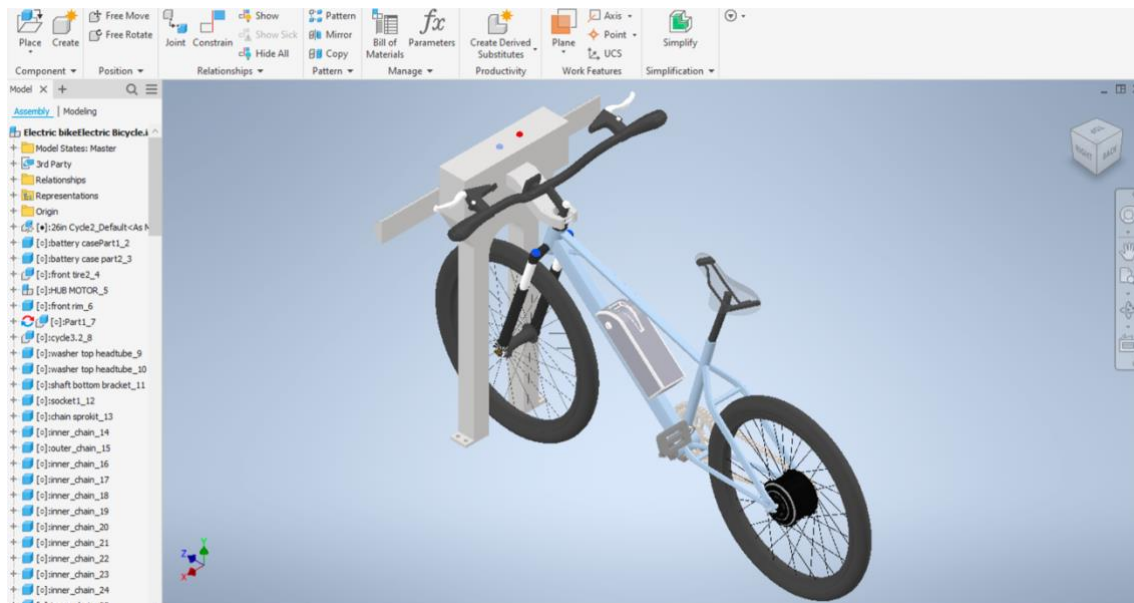 Free Move Show Pattern Axis
Free Rotate Show Sick Mirror Point
Place Create Joint Constrain Hide All Copy Bill of Materials fx Parameters Create Derived Substitutes Plane UCS Simplify
Component Position Relationships Pattern Manage Productivity Work Features Simplification
Model
Assembly | Modeling
Electric bikeElectric Bicycle.i
Model States: Master
3rd Party
Relationships
Representations
Origin
:26in Cycle2_Default<As M
:battery casePart1_2
:battery case part2_3
:front tire2_4
:HUB MOTOR_5
:front rim_6
:Part1_7
:cycle3.2_8
:washer top headtube_9
:washer top headtube_10
:shaft bottom bracket_11
:socket1_12
:chain sprokit_13
:inner_chain_14
:outer_chain_15
:inner_chain_16
:inner_chain_17
:inner_chain_18
:inner_chain_19
:inner_chain_20
:inner_chain_21
:inner_chain_22
:inner_chain_23
:inner_chain_24
RIGHT BACK
Z Y
X